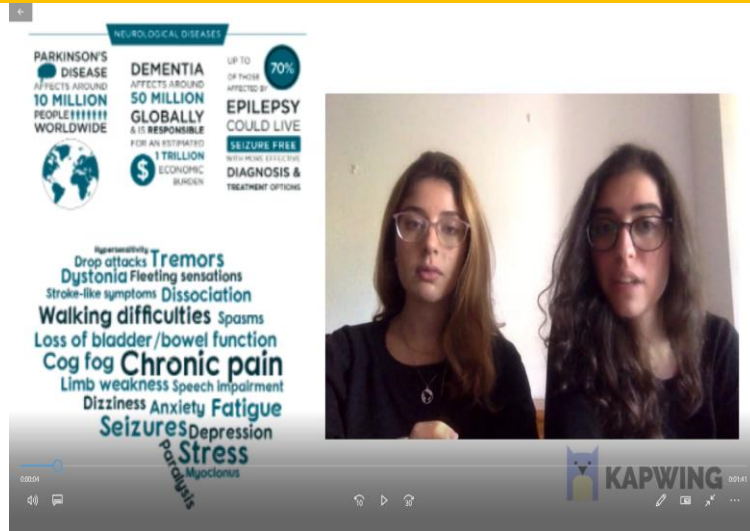 NEUROLOGICAL DISEASES
PARKINSON'S
DISEASE
AFFECTS AROUND
10 MILLION
PEOPLE
WORLDWIDE
DEMENTIA
AFFECTS AROUND
50 MILLION
GLOBALLY
& IS RESPONSIBLE
FOR AN ESTIMATED
$ 1 TRILLION
ECONOMIC
BURDEN
UP TO
70%
OF THOSE
AFFECTED BY
EPILEPSY
COULD LIVE
SEIZURE FREE
WITH MORE EFFECTIVE
DIAGNOSIS &
TREATMENT OPTIONS
Hypersensitivity
Drop attacks Tremors
Dystonia Fleeting sensations
Stroke-like symptoms Dissociation
Walking difficulties Spasms
Loss of bladder/bowel function
Cog fog Chronic pain
Limb weakness Speech impairment
Dizziness Anxiety Fatigue
Seizures Depression
Paralysis Stress
Myoclonus
KAPWING
0:00:04
0:01:41
10
30